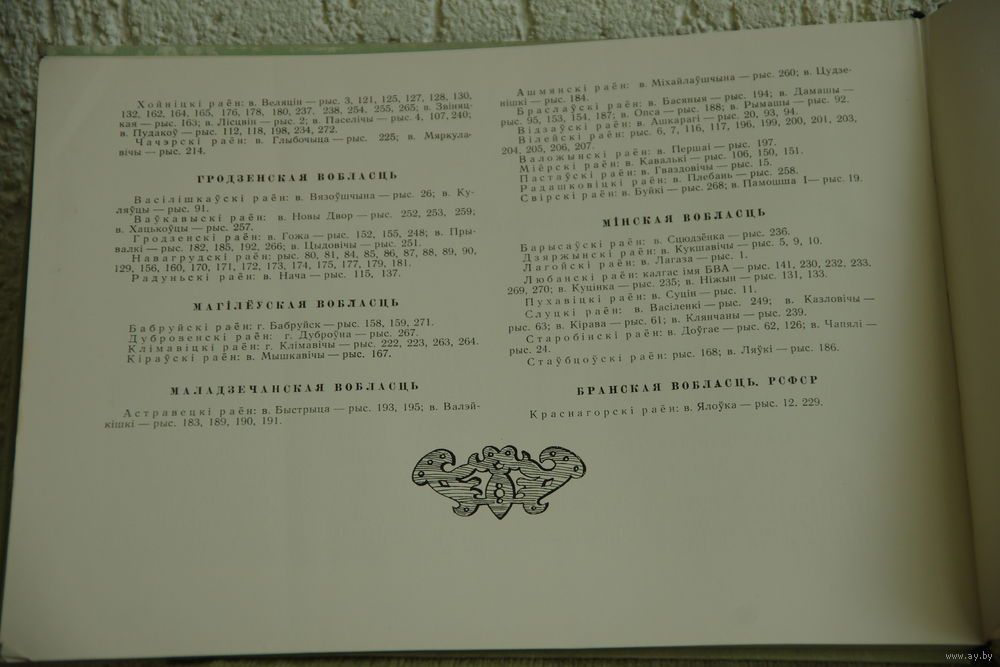 Хойніцкі раён: в. Веляцін — рыс. 3, 121, 125, 127, 128, 130,
132, 162, 164, 165, 176, 178, 180, 237, 238, 254, 255, 265; в. Звіняц-
кая — рыс. 163; в. Лісцвін — рыс. 2; в. Паселічы — рыс. 4, 107, 240;
в. Пудакоў — рыс. 112, 118, 198, 234, 272.
Чачэрскі раён: в. Глыбочыца — рыс. 225; в. Мяркула-
вічы — рыс. 214.
ГРОДЗЕНСКАЯ ВОБЛАСЦЬ
Васілішкаўскі раён: в. Вязоўшчына — рыс. 26; в. Ку-
ляўцы — рыс. 91.
Ваўкавыскі раён: в. Новы Двор — рыс. 252, 253, 259;
в. Хацькоўцы — рыс. 257.
Гродзенскі раён: в. Гожа — рыс. 152, 155, 248; в. Пры-
валкі — рыс. 182, 185, 192, 266; в. Цыдовічы — рыс. 251.
Навагрудскі раён: рыс. 80, 81, 84, 85, 86, 87, 88, 89, 90,
129, 156, 160, 170, 171, 172, 173, 174, 175, 177, 179, 181.
Радуньскі раён: в. Нача — рыс. 115, 137.
МАГІЛЁЎСКАЯ ВОБЛАСЦЬ
Бабруйскі раён: г. Бабруйск — рыс. 158, 159, 271.
Дубровенскі раён: г. Дуброўна — рыс. 267.
Клімавіцкі раён: г. Клімавічы — рыс. 222, 223, 263, 264.
Кіраўскі раён: в. Мышкавічы — рыс. 167.
МАЛАДЗЕЧАНСКАЯ ВОБЛАСЦЬ
Астравецкі раён: в. Быстрыца — рыс. 193, 195; в. Валэй-
кішкі — рыс. 183, 189, 190, 191.
Ашмянскі раён: в. Міхайлаўшчына — рыс. 260; в. Цудзе-
нішкі — рыс. 184.
Браслаўскі раён: в. Басяныя — рыс. 194; в. Дамашы —
рыс. 95, 153, 154, 187; в. Опса — рыс. 188; в. Рымашы — рыс. 92.
Відзаўскі раён: в. Ашкарагі — рыс. 20, 93, 94.
Вілейскі раён: рыс. 6, 7, 116, 117, 196, 199, 200, 201, 203,
204, 205, 206, 207.
Валожынскі раён: в. Першаі — рыс. 197.
Міёрскі раён: в. Кавалькі — рыс. 106, 150, 151.
Пастаўскі раён: в. Гваздовічы — рыс. 15.
Радашковіцкі раён: в. Плебань — рыс. 258.
Свірскі раён: в. Буйкі — рыс. 268; в. Памошша І — рыс. 19.
МІНСКАЯ ВОБЛАСЦЬ
Барысаўскі раён: в. Сцюдзёнка — рыс. 236.
Дзяржынскі раён: в. Кукшавічы — рыс. 5, 9, 10.
Лагойскі раён: в. Лагаза — рыс. 1.
Любанскі раён: калгас імя БВА — рыс. 141, 230, 232, 233,
269, 270; в. Куцінка — рыс. 235; в. Ніжын — рыс. 131, 133.
Пухавіцкі раён: в. Суцін — рыс. 11.
Слуцкі раён: в. Васіленкі — рыс. 249; в. Казловічы —
рыс. 63; в. Кірава — рыс. 61; в. Клянчаны — рыс. 239.
Старобінскі раён: в. Доўгае — рыс. 62, 126; в. Чапялі —
рыс. 24.
Стаўбцоўскі раён: рыс. 168; в. Ляўкі — рыс. 186.
БРАНСКАЯ ВОБЛАСЦЬ, РСФСР
Краснагорскі раён: в. Ялоўка — рыс. 12. 229.
www.ay.by